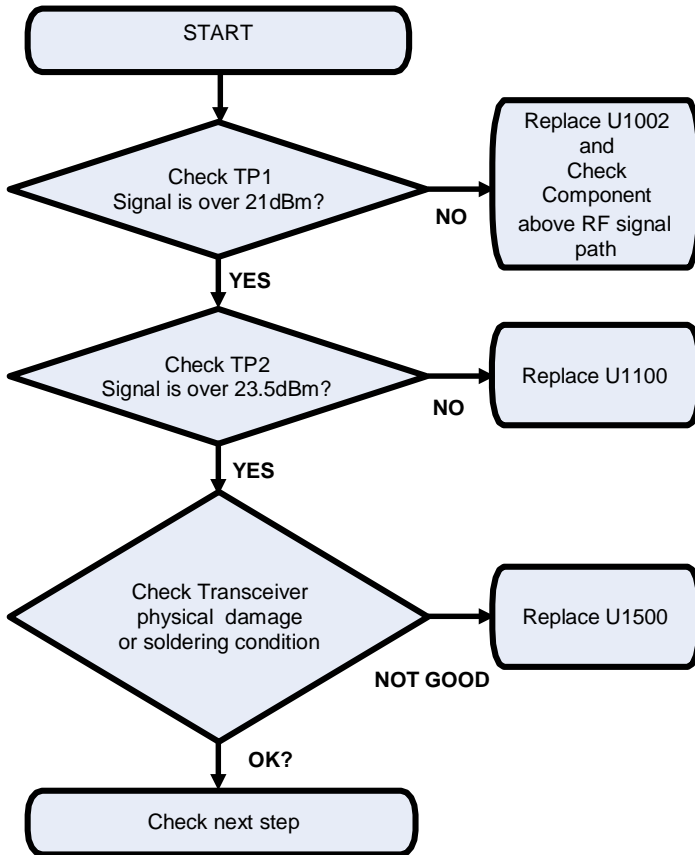 START
Check TP1
Signal is over 21dBm?
NO
Replace U1002
and
Check
Component
above RF signal
path
YES
Check TP2
Signal is over 23.5dBm?
NO
Replace U1100
YES
Check Transceiver
physical damage
or soldering condition
NOT GOOD
Replace U1500
OK?
Check next step